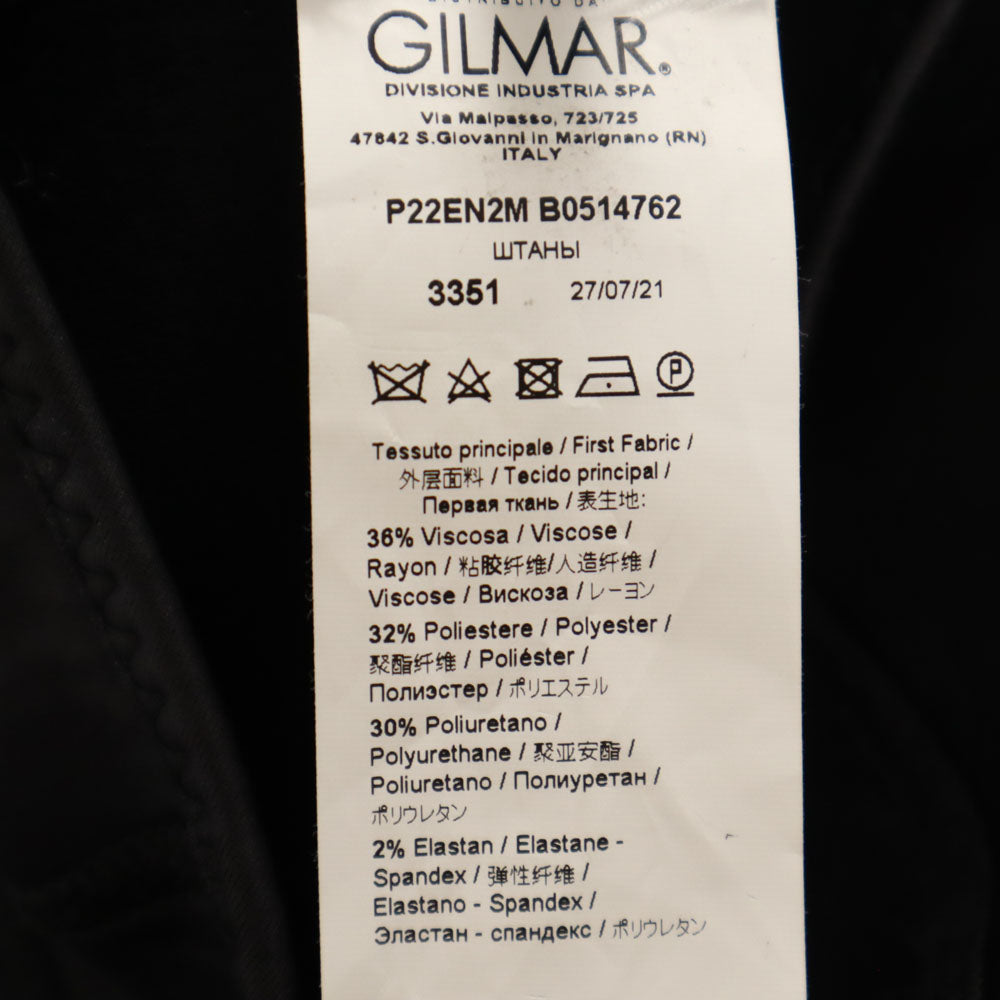 DISTRIBUITO DA
GILMAR®
DIVISIONE INDUSTRIA SPA
Via Malpasso, 723/725
47842 S.Giovanni in Marignano (RN)
ITALY
P22EN2M B0514762
ШТАНЫ
3351 27/07/21
P
Tessuto principale / First Fabric /
外层面料 / Tecido principal /
Первая ткань / 表生地:
36% Viscosa / Viscose /
Rayon / 粘胶纤维/人造纤维 /
Viscose / Вискоза / レーヨン
32% Poliestere / Polyester /
聚酯纤维 / Poliéster /
Полиэстер / ポリエステル
30% Poliuretano /
Polyurethane / 聚亚安酯 /
Poliuretano / Полиуретан /
ポリウレタン
2% Elastan / Elastane -
Spandex / 弹性纤维 /
Elastano - Spandex /
Эластан - спандекс / ポリウレタン